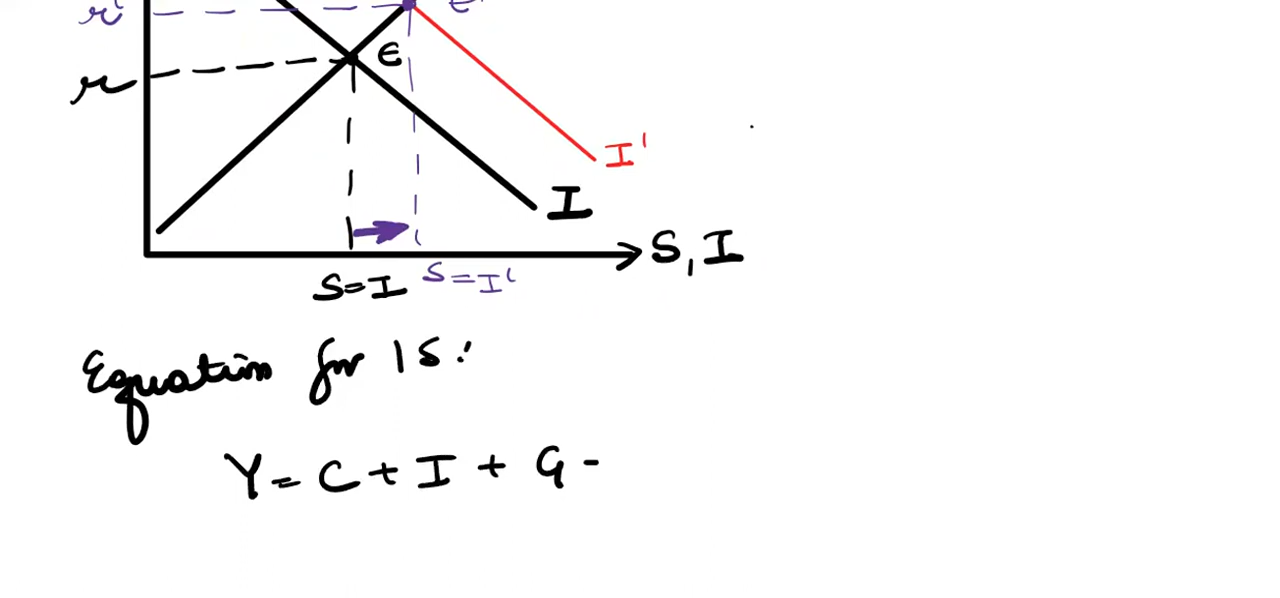 r' E'
r E
I'
I
S, I
S=I S=I'
Equation for IS:
Y = C + I + G -